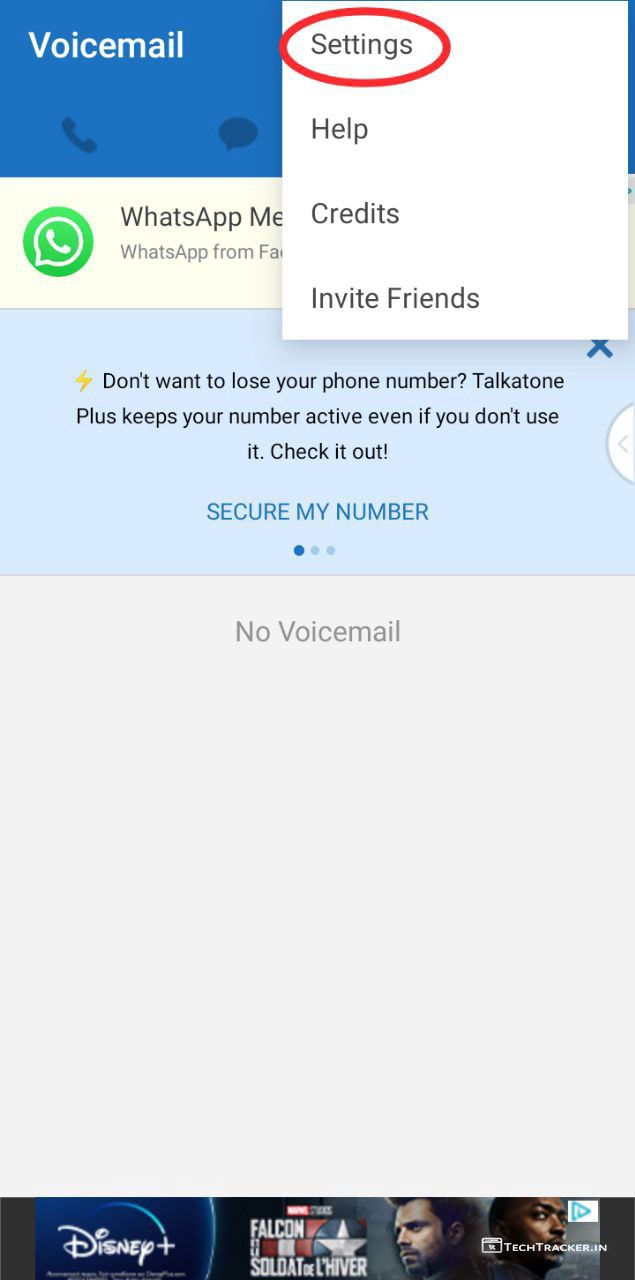 Voicemail
Settings
Help
Credits
Invite Friends
WhatsApp Me
WhatsApp from Fa
⚡ Don't want to lose your phone number? Talkatone
Plus keeps your number active even if you don't use
it. Check it out!
SECURE MY NUMBER
No Voicemail
Disney+
MARVEL STUDIOS
FALCON
ET LE
SOLDAT DE L'HIVER
TECHTRACKER.IN